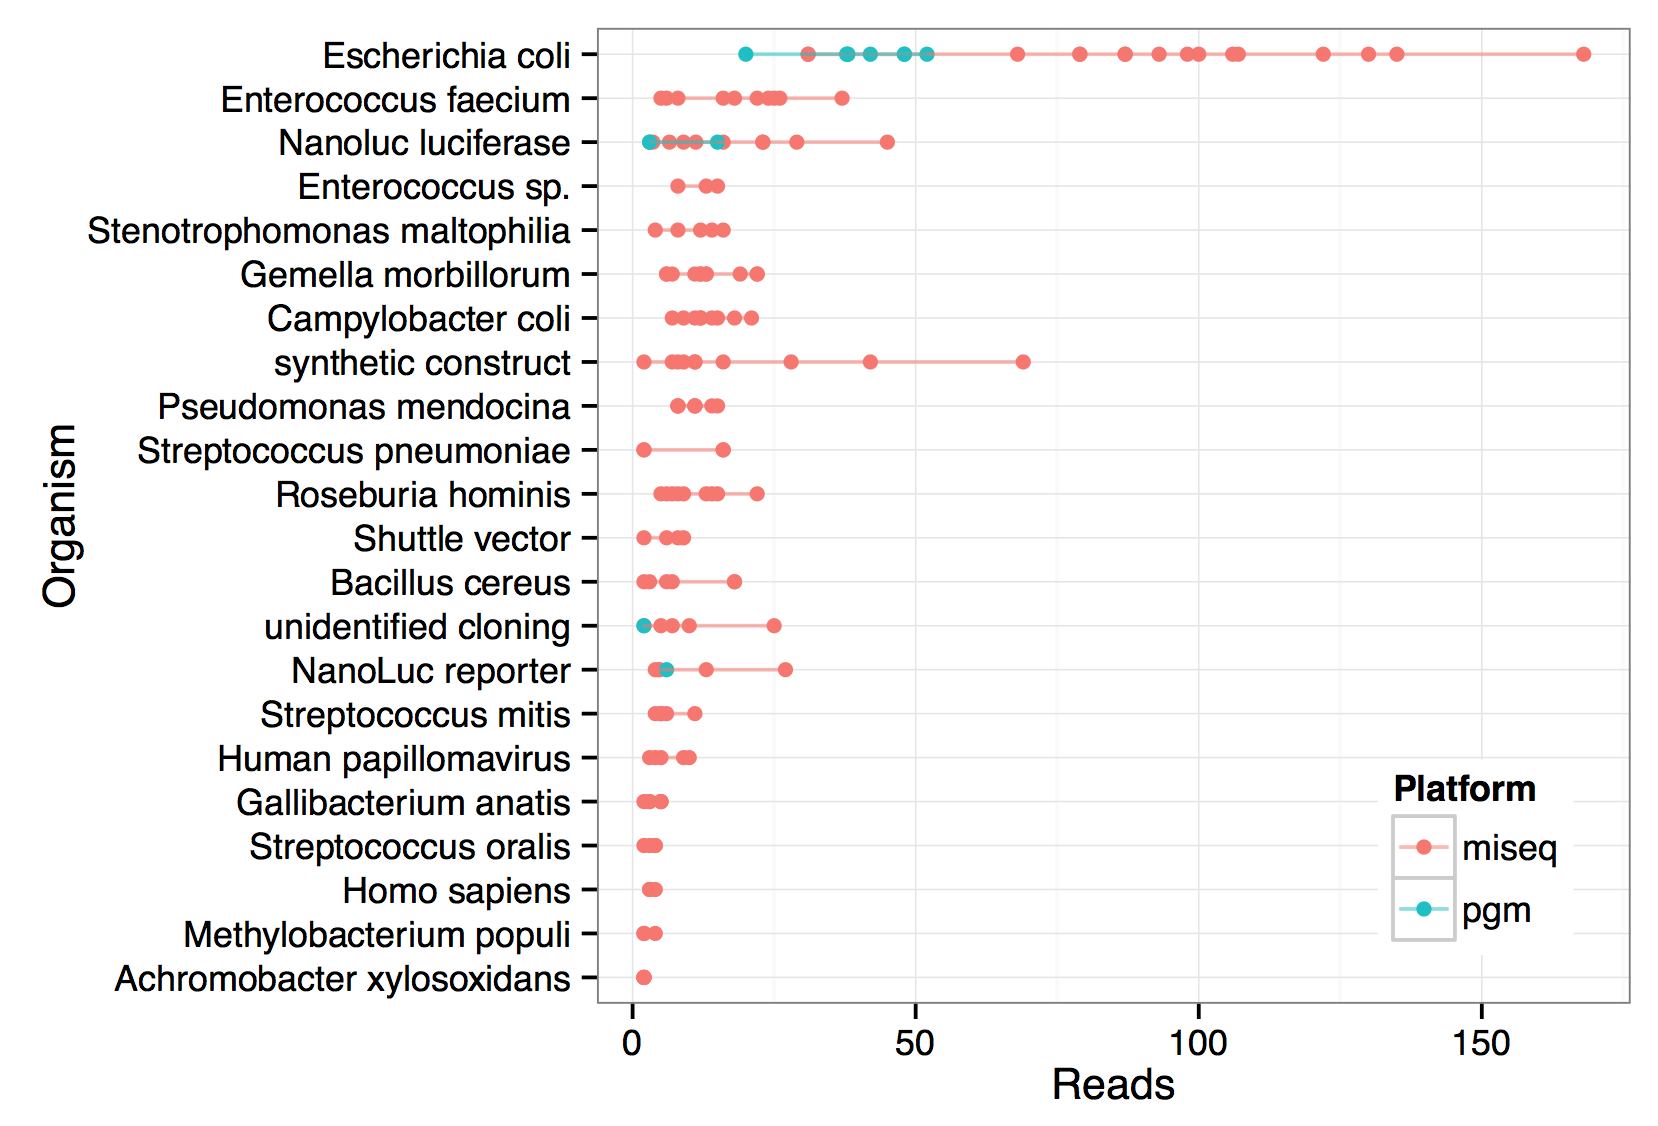 Escherichia coli
Enterococcus faecium
Nanoluc luciferase
Enterococcus sp.
Stenotrophomonas maltophilia
Gemella morbillorum
Campylobacter coli
synthetic construct
Pseudomonas mendocina
Streptococcus pneumoniae
Roseburia hominis
Shuttle vector
Bacillus cereus
unidentified cloning
NanoLuc reporter
Streptococcus mitis
Human papillomavirus
Gallibacterium anatis
Streptococcus oralis
Homo sapiens
Methylobacterium populi
Achromobacter xylosoxidans
Organism
0 50 100 150
Reads
Platform
miseq
pgm